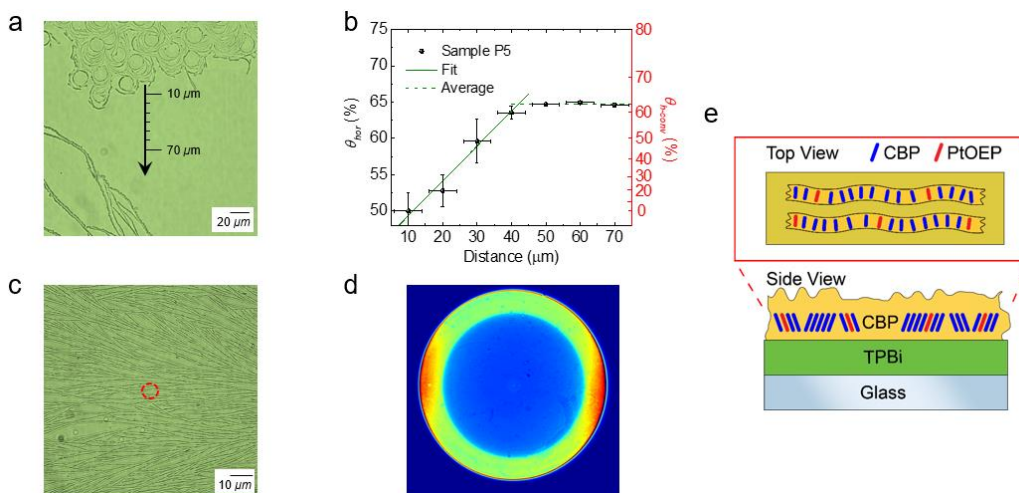 a
10 µm
70 µm
20 µm
b
Sample P5
Fit
Average
θhor (%)
75
70
65
60
55
50
80
70
60
50
40
30
20
0
θh-conv (%)
10 20 30 40 50 60 70
Distance (µm)
c
10 µm
d
e
Top View CBP PtOEP
Side View
CBP
TPBi
Glass